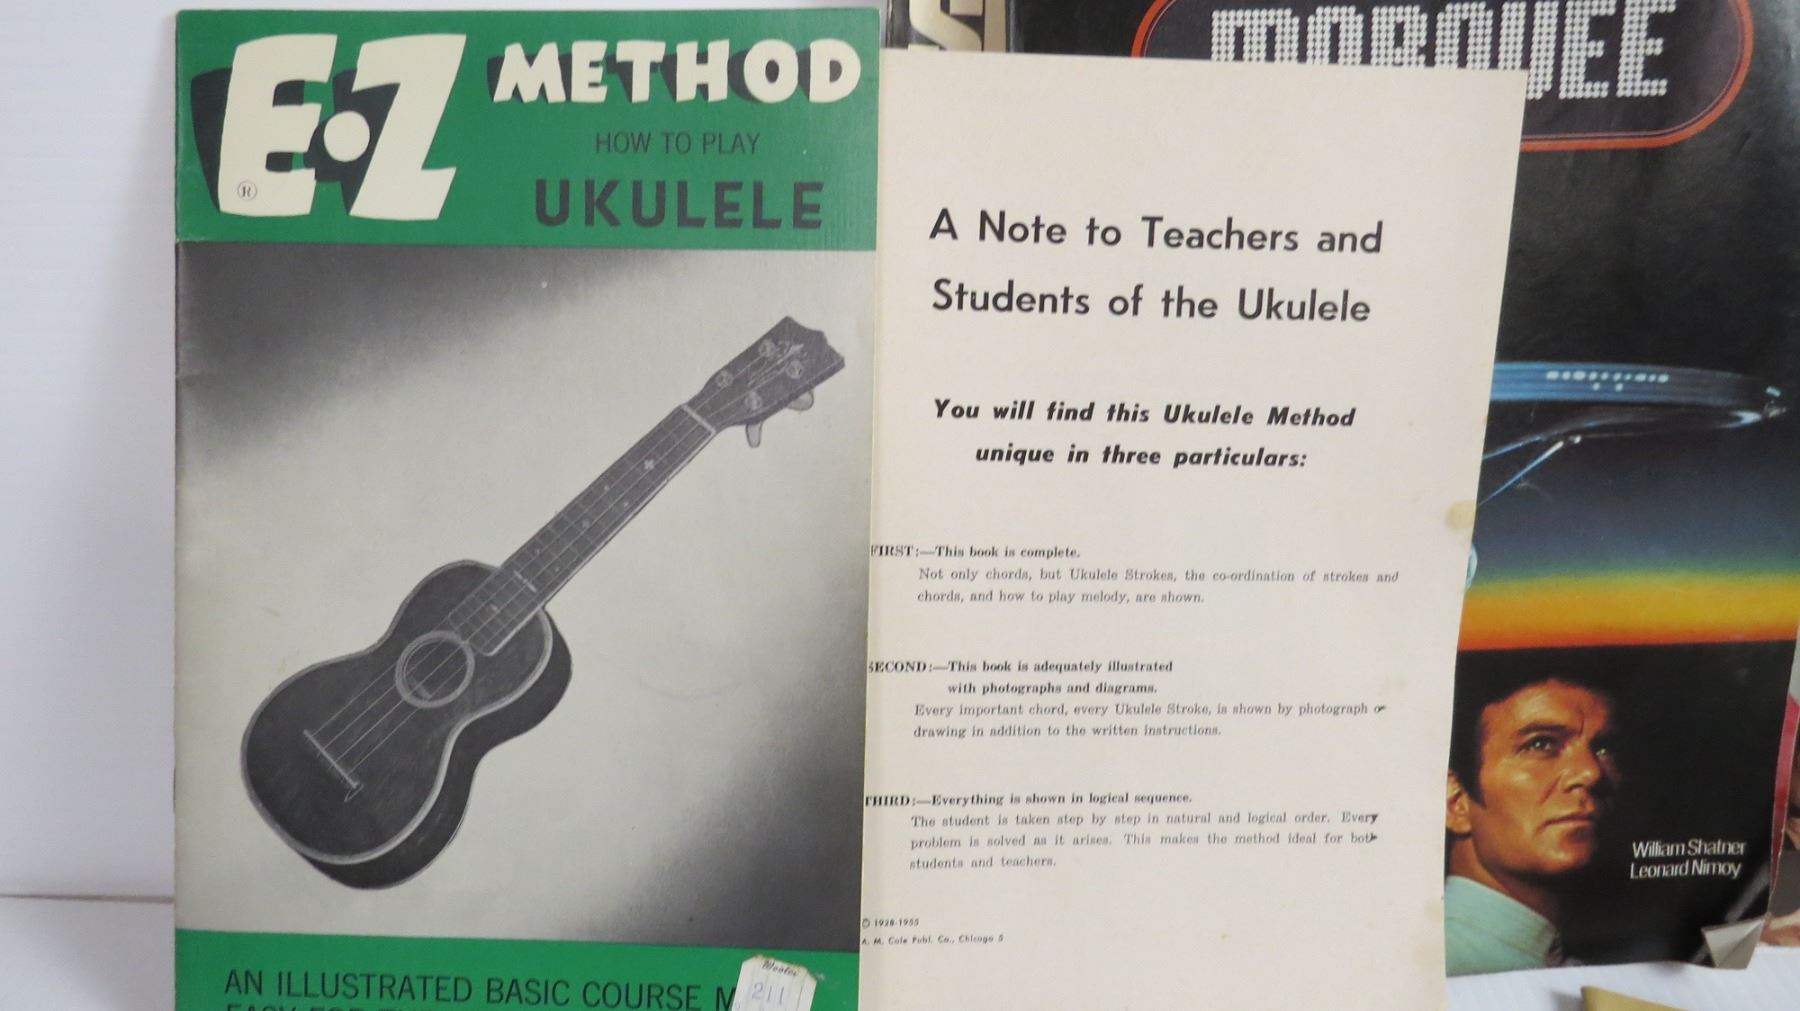 E·Z
®
METHOD
HOW TO PLAY
UKULELE
AN ILLUSTRATED BASIC COURSE
211
A Note to Teachers and
Students of the Ukulele
You will find this Ukulele Method
unique in three particulars:
FIRST:—This book is complete.
Not only chords, but Ukulele Strokes, the co-ordination of strokes and
chords, and how to play melody, are shown.
SECOND:—This book is adequately illustrated
with photographs and diagrams.
Every important chord, every Ukulele Stroke, is shown by photograph or
drawing in addition to the written instructions.
THIRD:—Everything is shown in logical sequence.
The student is taken step by step in natural and logical order. Every
problem is solved as it arises. This makes the method ideal for both
students and teachers.
© 1928-1955
M. M. Cole Publ. Co., Chicago 5
MARQUEE
William Shatner
Leonard Nimoy